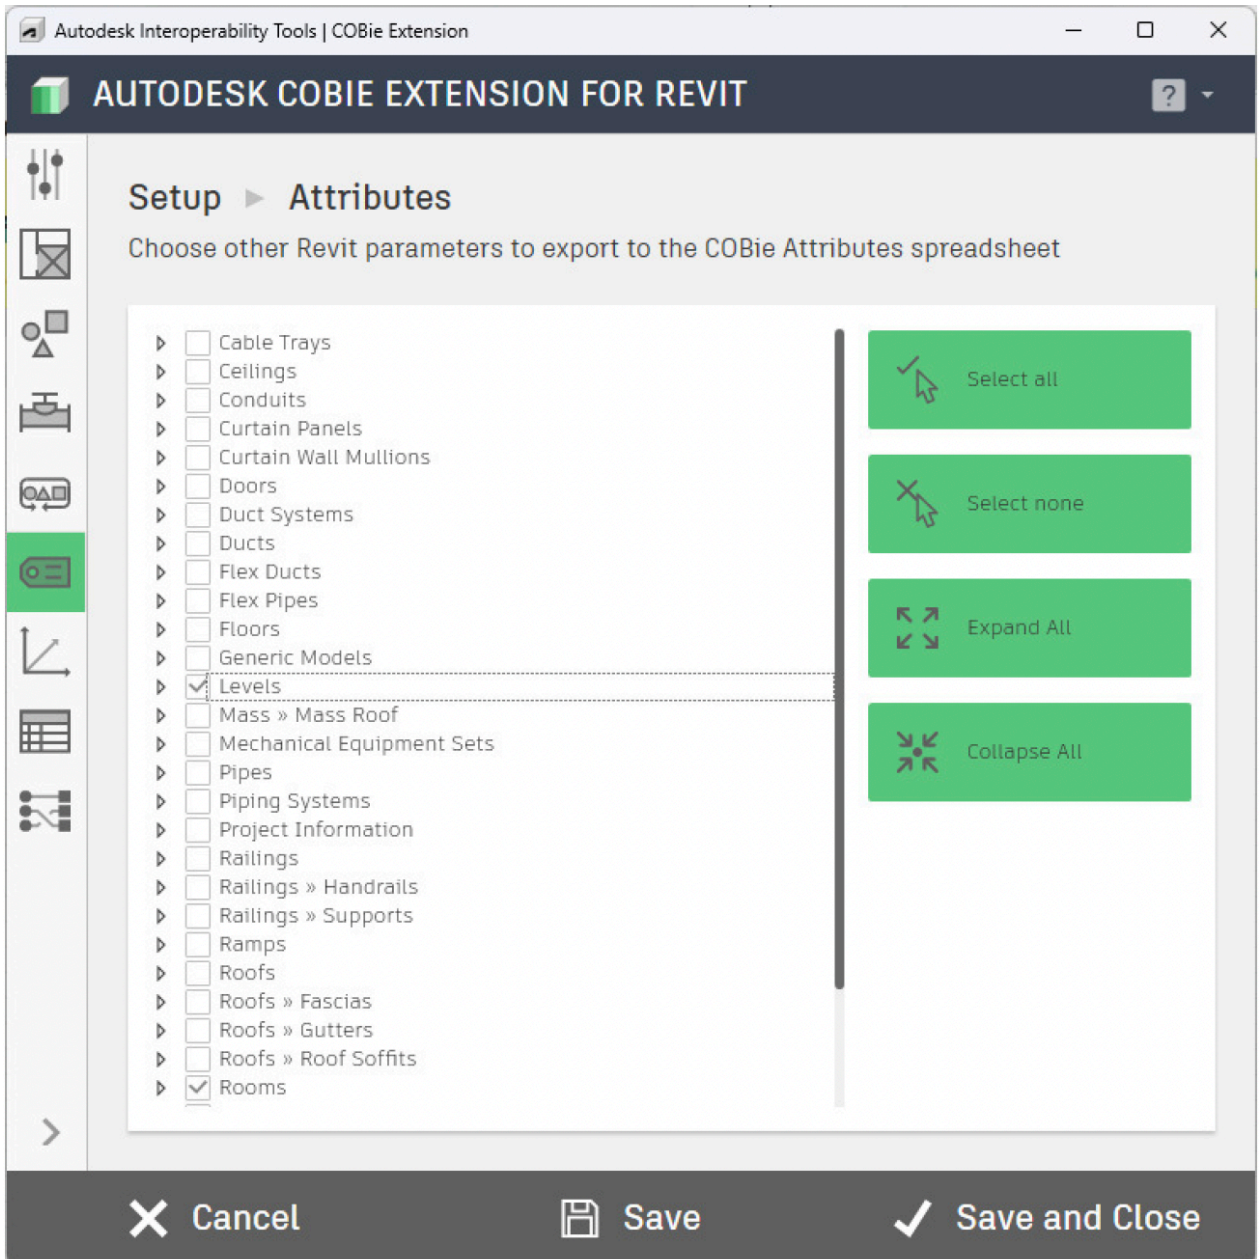 Autodesk Interoperability Tools | COBie Extension
AUTODESK COBIE EXTENSION FOR REVIT
?
Setup ▶ Attributes
Choose other Revit parameters to export to the COBie Attributes spreadsheet
Cable Trays
Ceilings
Conduits
Curtain Panels
Curtain Wall Mullions
Doors
Duct Systems
Ducts
Flex Ducts
Flex Pipes
Floors
Generic Models
Levels
Mass » Mass Roof
Mechanical Equipment Sets
Pipes
Piping Systems
Project Information
Railings
Railings » Handrails
Railings » Supports
Ramps
Roofs
Roofs » Fascias
Roofs » Gutters
Roofs » Roof Soffits
Rooms
Select all
Select none
Expand All
Collapse All
Cancel
Save
Save and Close